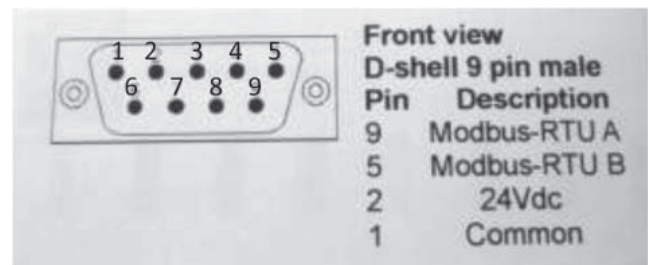 1 2 3 4 5
6 7 8 9
Front view
D-shell 9 pin male
Pin Description
9 Modbus-RTU A
5 Modbus-RTU B
2 24Vdc
1 Common